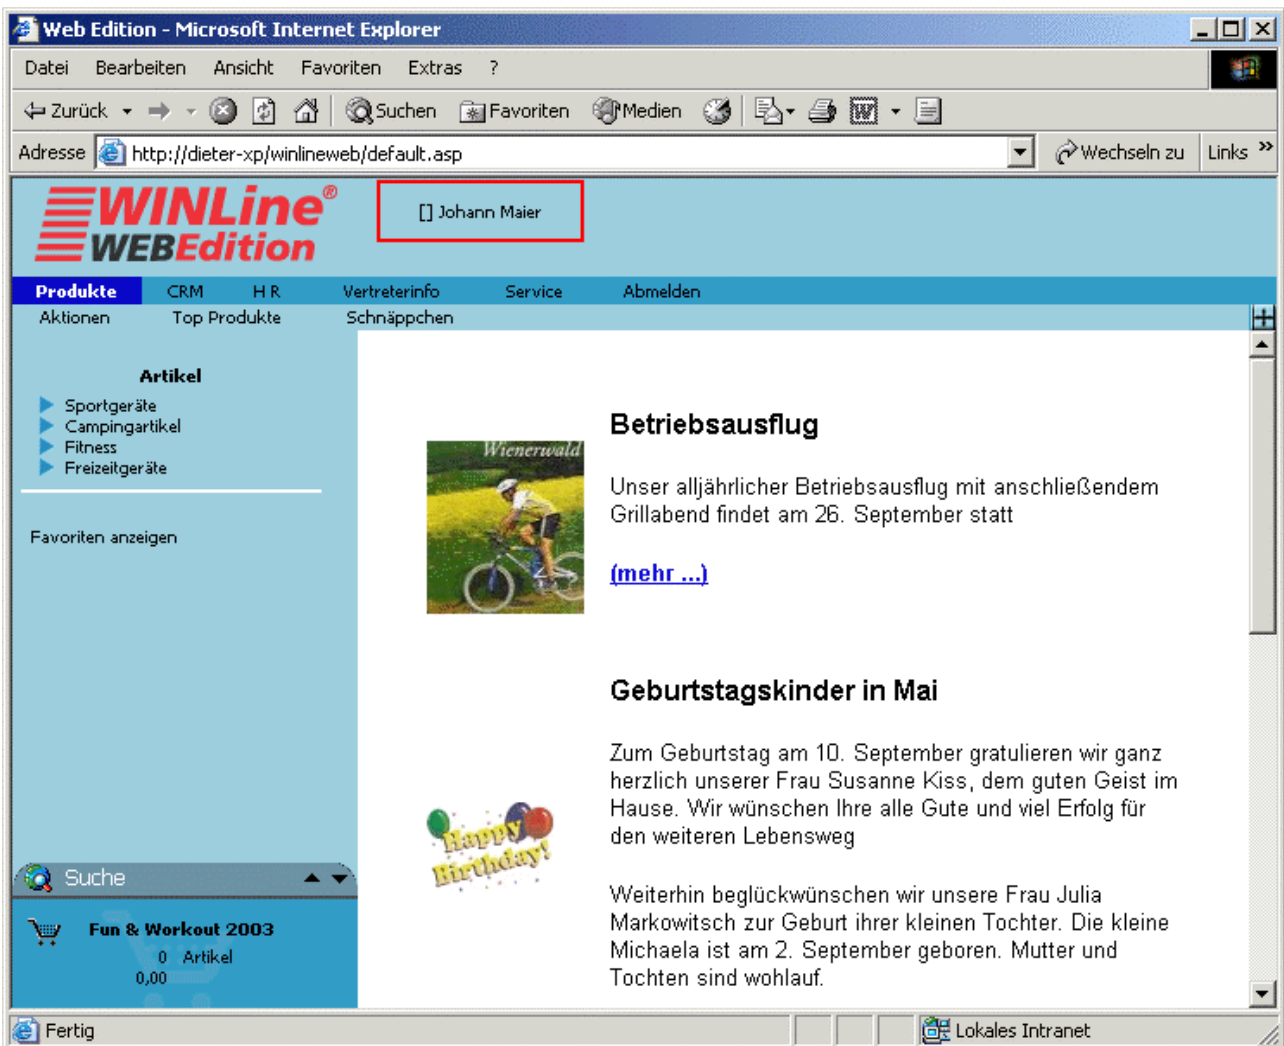 Web Edition - Microsoft Internet Explorer
Datei Bearbeiten Ansicht Favoriten Extras ?
Zurück Suchen Favoriten Medien
Adresse http://dieter-xp/winlineweb/default.asp Wechseln zu Links »
WINLine®
WEBEdition
[] Johann Maier
Produkte CRM H R Vertreterinfo Service Abmelden
Aktionen Top Produkte Schnäppchen
Artikel
Sportgeräte
Campingartikel
Fitness
Freizeitgeräte
Favoriten anzeigen
Suche
Fun & Workout 2003
0 Artikel
0,00
Wienerwald
Betriebsausflug
Unser alljährlicher Betriebsausflug mit anschließendem
Grillabend findet am 26. September statt
(mehr ...)
Geburtstagskinder in Mai
Happy
Birthday!
Zum Geburtstag am 10. September gratulieren wir ganz
herzlich unserer Frau Susanne Kiss, dem guten Geist im
Hause. Wir wünschen Ihre alle Gute und viel Erfolg für
den weiteren Lebensweg
Weiterhin beglückwünschen wir unsere Frau Julia
Markowitsch zur Geburt ihrer kleinen Tochter. Die kleine
Michaela ist am 2. September geboren. Mutter und
Tochten sind wohlauf.
Fertig Lokales Intranet